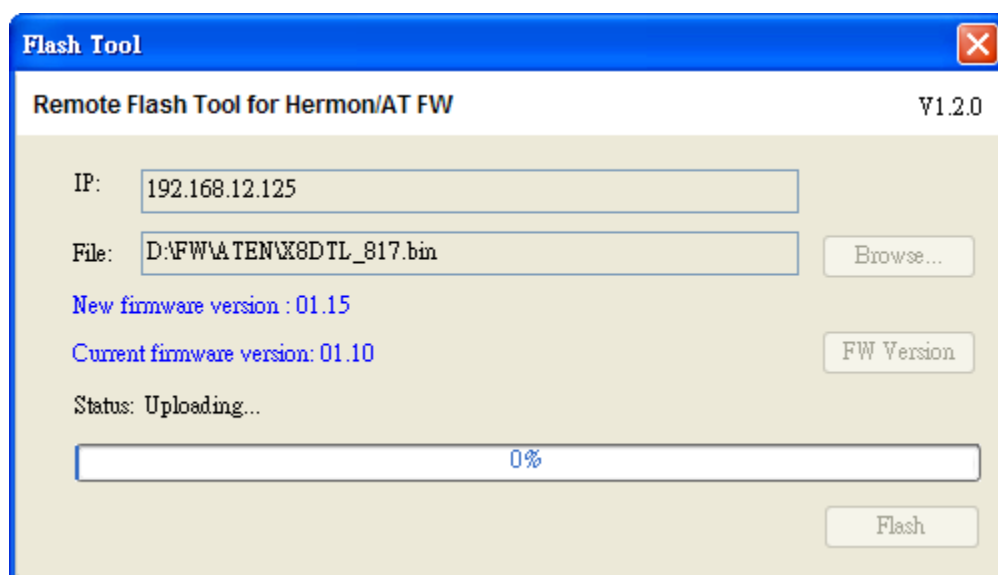 Flash Tool
Remote Flash Tool for Hermon/AT FW
V1.2.0
IP: 192.168.12.125
File: D:\FW\ATEN\X8DTL_817.bin
Browse...
New firmware version : 01.15
Current firmware version: 01.10
FW Version
Status: Uploading...
0%
Flash